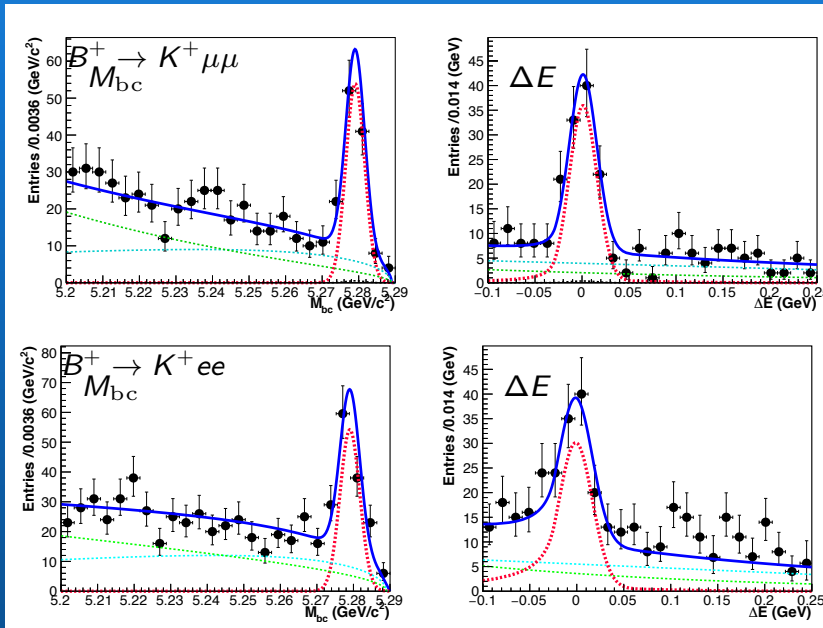 B⁺ → K⁺μμ
M_bc
Entries /0.0036 (GeV/c²)
60
50
40
30
20
10
0
5.2 5.21 5.22 5.23 5.24 5.25 5.26 5.27 5.28 5.29
M_bc (GeV/c²)
ΔE
Entries /0.014 (GeV)
45
40
35
30
25
20
15
10
5
0
-0.1 -0.05 0 0.05 0.1 0.15 0.2 0.25
ΔE (GeV)
B⁺ → K⁺ee
M_bc
Entries /0.0036 (GeV/c²)
80
70
60
50
40
30
20
10
0
5.2 5.21 5.22 5.23 5.24 5.25 5.26 5.27 5.28 5.29
M_bc (GeV/c²)
ΔE
Entries /0.014 (GeV)
45
40
35
30
25
20
15
10
5
0
-0.1 -0.05 0 0.05 0.1 0.15 0.2 0.25
ΔE (GeV)